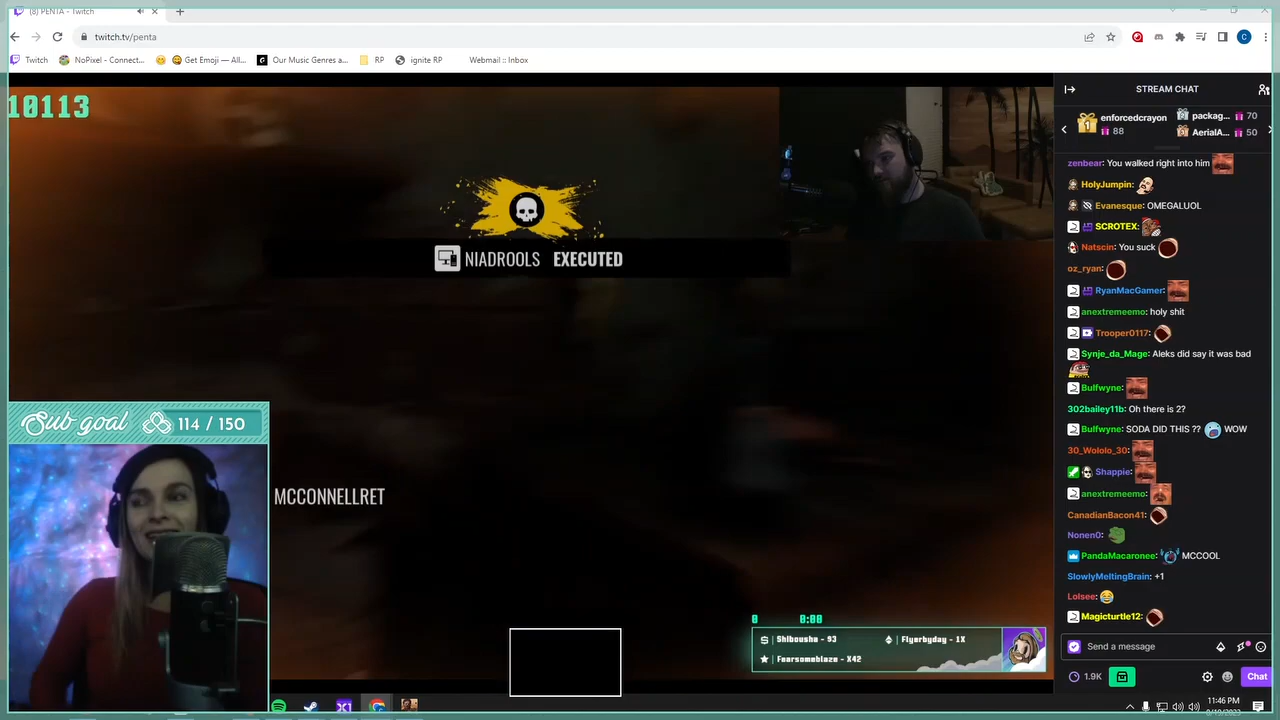 (8) PENTA - Twitch
twitch.tv/penta
Twitch
NoPixel - Connect...
Get Emoji — All...
Our Music Genres a...
RP
ignite RP
Webmail :: Inbox
10113
NIADROOLS EXECUTED
Sub goal 114 / 150
MCCONNELLRET
0 0:00
Shibousha - 93
Flyerbyday - 1X
Fearsomeblaze - X42
STREAM CHAT
1 enforcedcrayon 88
packag... 70
AerialA... 50
zenbear: You walked right into him
HolyJumpin:
Evanesque: OMEGALUOL
SCROTEX:
Natscin: You suck
oz_ryan:
RyanMacGamer:
anextremeemo: holy shit
Trooper0117:
Synje_da_Mage: Aleks did say it was bad
Bulfwyne:
302bailey11b: Oh there is 2?
Bulfwyne: SODA DID THIS ?? WOW
30_Wololo_30:
Shappie:
anextremeemo:
CanadianBacon41:
Nonen0:
PandaMacaronee: MCCOOL
SlowlyMeltingBrain: +1
Lolsee:
Magicturtle12:
Send a message
1.9K
Chat
11:46 PM